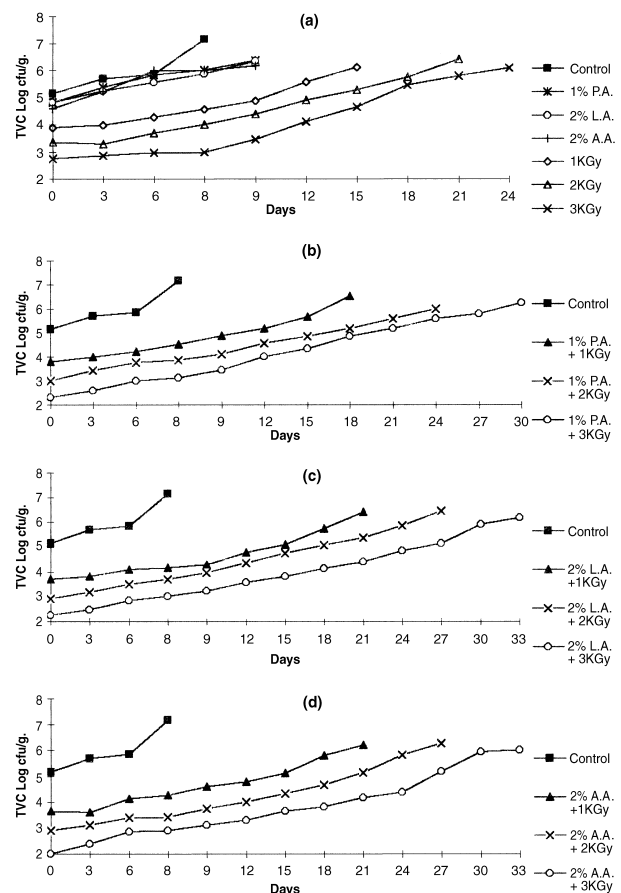 (a)
TVC Log cfu/g.
8
7
6
5
4
3
2
0 3 6 8 9 12 15 18 21 24
Days
Control
1% P.A.
2% L.A.
2% A.A.
1KGy
2KGy
3KGy
(b)
TVC Log cfu/g.
8
7
6
5
4
3
2
0 3 6 8 9 12 15 18 21 24 27 30
Days
Control
1% P.A.
+ 1KGy
1% P.A.
+ 2KGy
1% P.A.
+ 3KGy
(c)
TVC Log cfu/g.
8
7
6
5
4
3
2
0 3 6 8 9 12 15 18 21 24 27 30 33
Days
Control
2% L.A.
+1KGy
2% L.A.
+ 2KGy
2% L.A.
+ 3KGy
(d)
TVC Log cfu/g.
8
7
6
5
4
3
2
0 3 6 8 9 12 15 18 21 24 27 30 33
Days
Control
2% A.A.
+1KGy
2% A.A.
+ 2KGy
2% A.A.
+ 3KGy